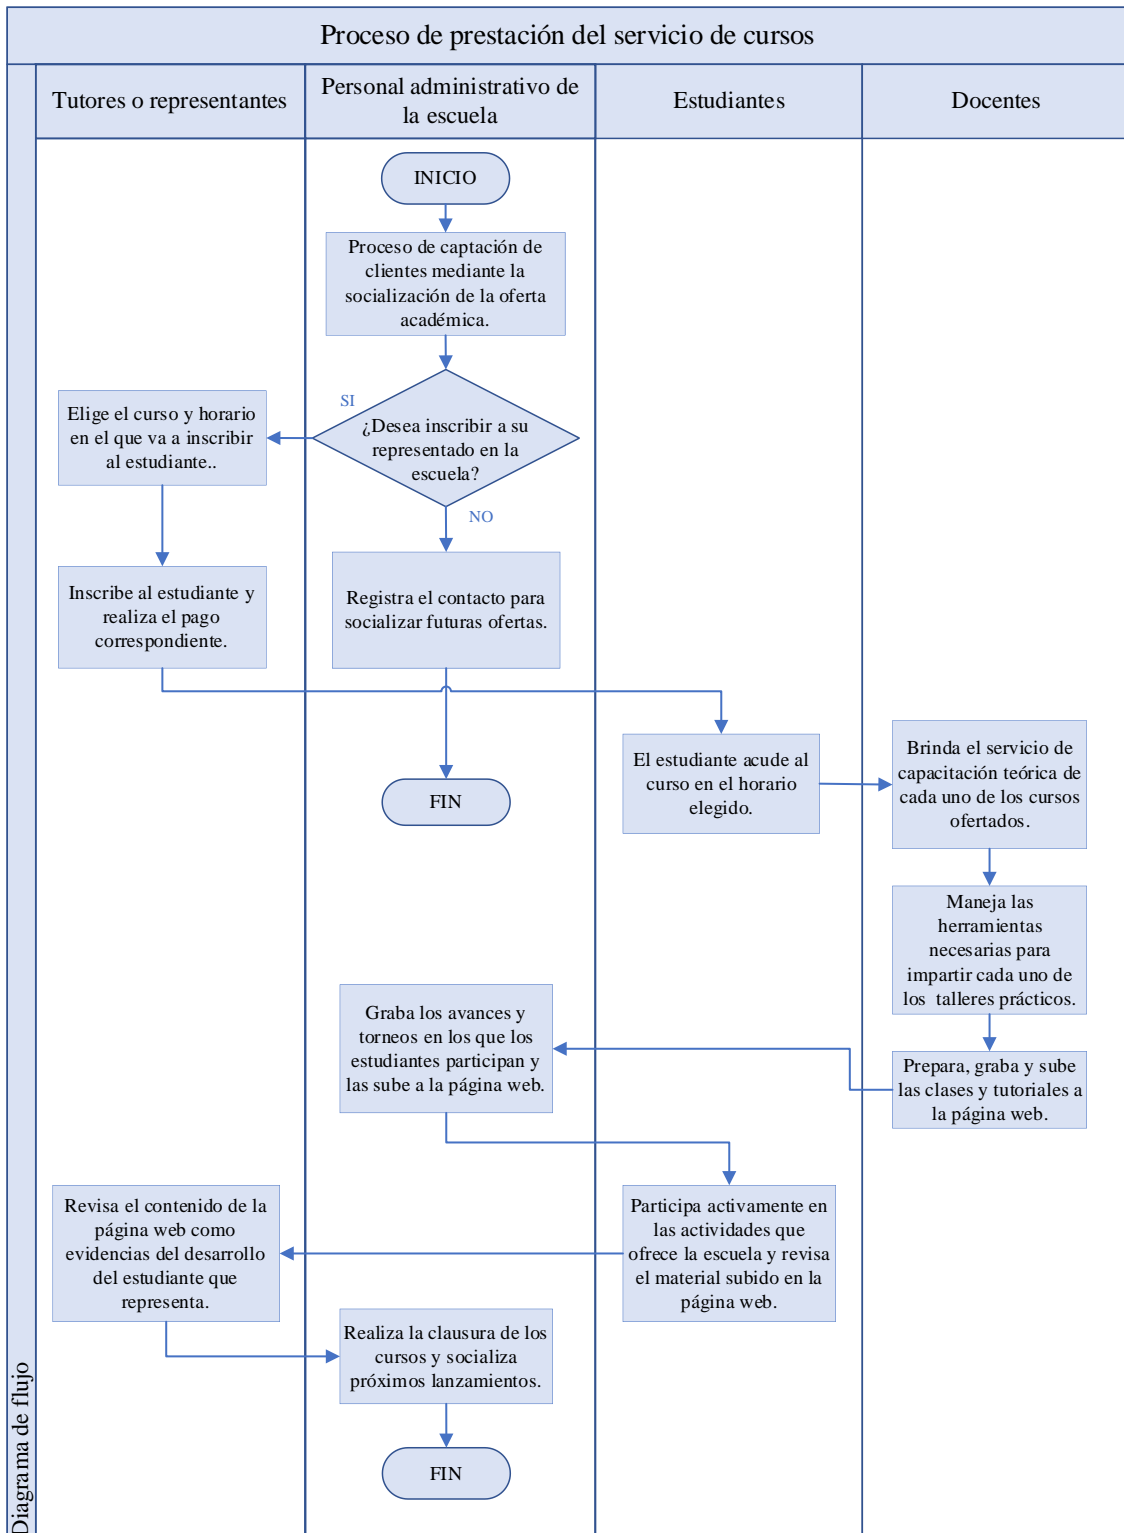 Proceso de prestación del servicio de cursos
Tutores o representantes
Personal administrativo de
la escuela
Estudiantes
Docentes
INICIO
Proceso de captación de
clientes mediante la
socialización de la oferta
académica.
SI
¿Desea inscribir a su
representado en la
escuela?
Elige el curso y horario
en el que va a inscribir
al estudiante..
NO
Inscribe al estudiante y
realiza el pago
correspondiente.
Registra el contacto para
socializar futuras ofertas.
FIN
El estudiante acude al
curso en el horario
elegido.
Brinda el servicio de
capacitación teórica de
cada uno de los cursos
ofertados.
Maneja las
herramientas
necesarias para
impartir cada uno de
los talleres prácticos.
Prepara, graba y sube
las clases y tutoriales a
la página web.
Graba los avances y
torneos en los que los
estudiantes participan y
las sube a la página web.
Participa activamente en
las actividades que
ofrece la escuela y revisa
el material subido en la
página web.
Revisa el contenido de la
página web como
evidencias del desarrollo
del estudiante que
representa.
Realiza la clausura de los
cursos y socializa
próximos lanzamientos.
FIN
Diagrama de flujo